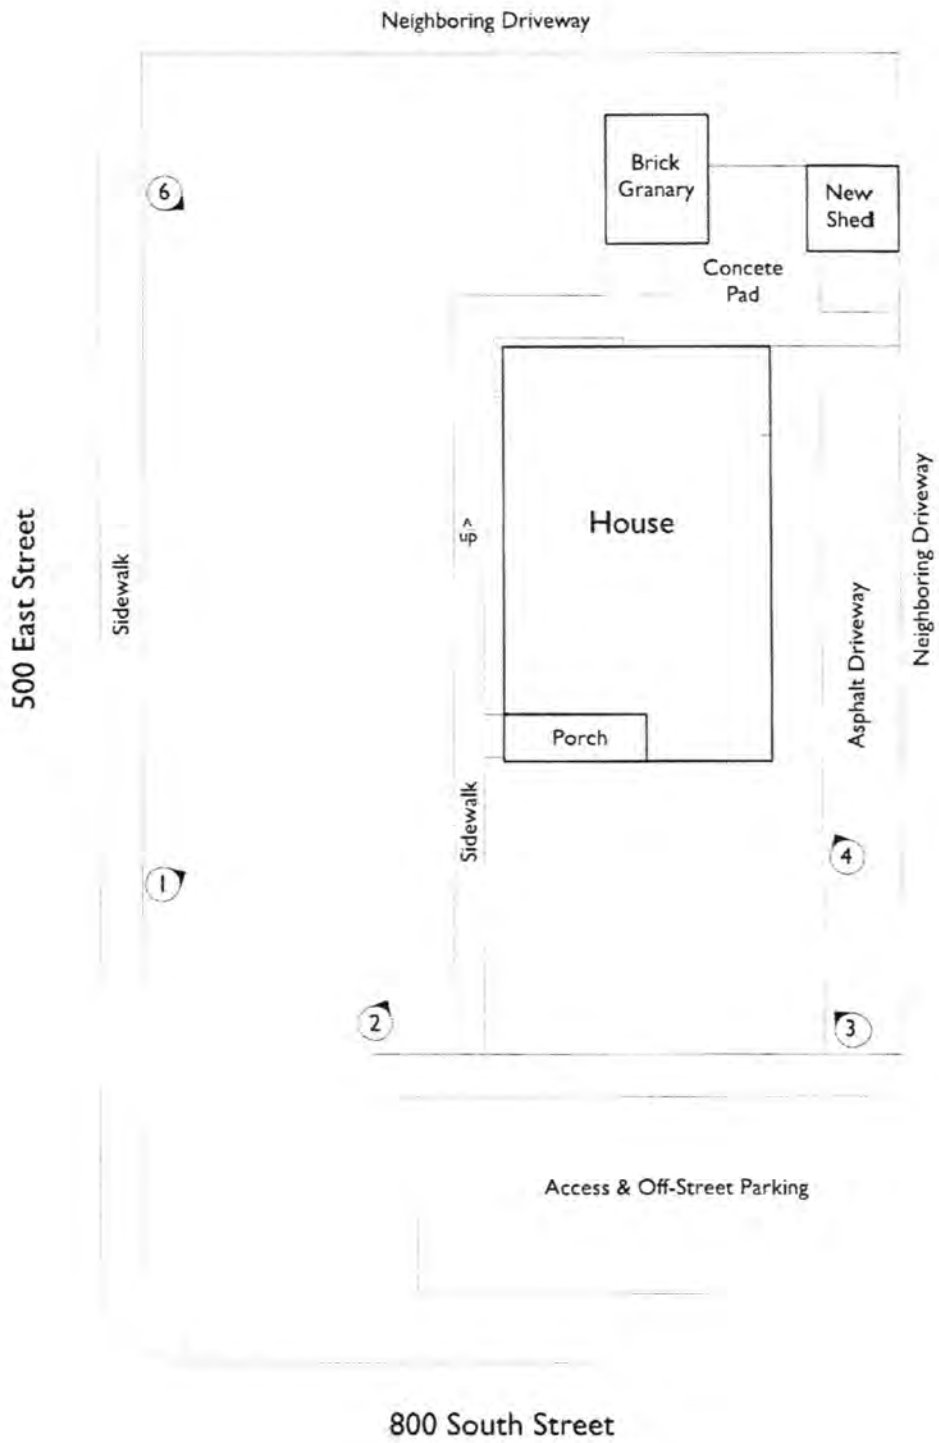 Neighboring Driveway
Brick
Granary
6
New
Shed
Concete
Pad
House
^
up
500 East Street
Sidewalk
Neighboring Driveway
Asphalt Driveway
Porch
Sidewalk
4
1
2
3
Access & Off-Street Parking
800 South Street